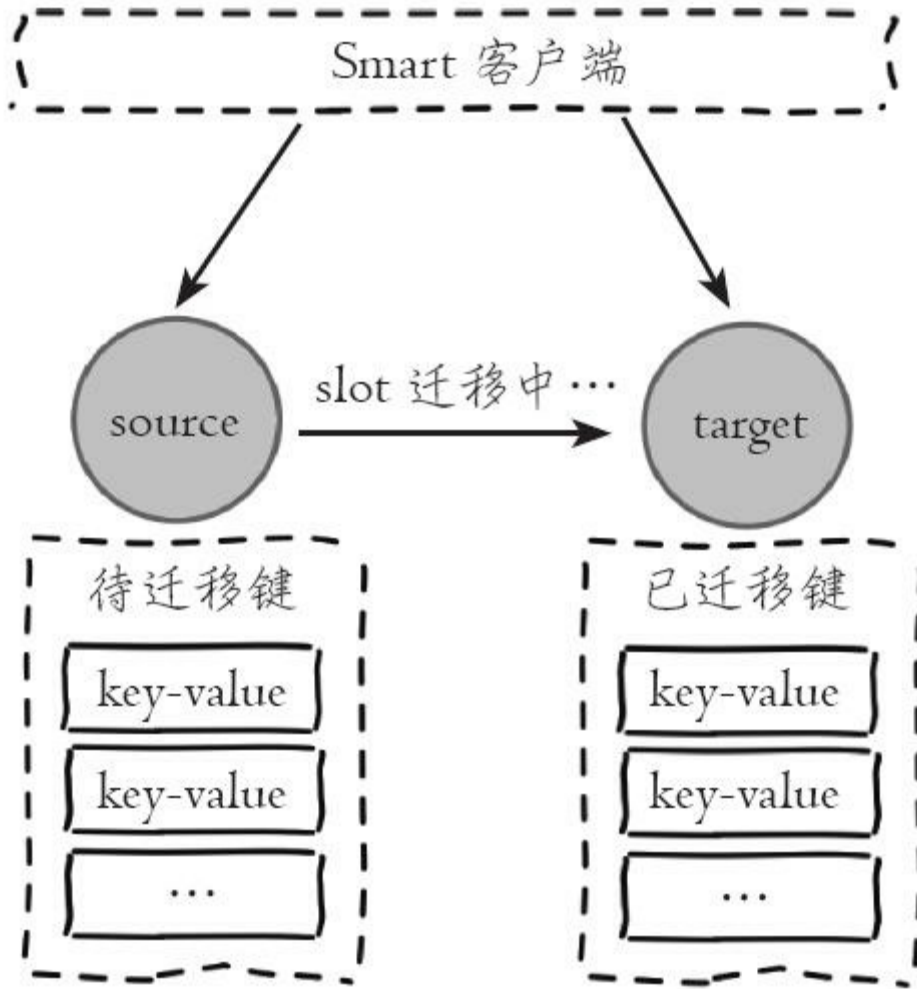 Smart 客户端
slot 迁移中…
source
target
待迁移键
key-value
key-value
…
已迁移键
key-value
key-value
…